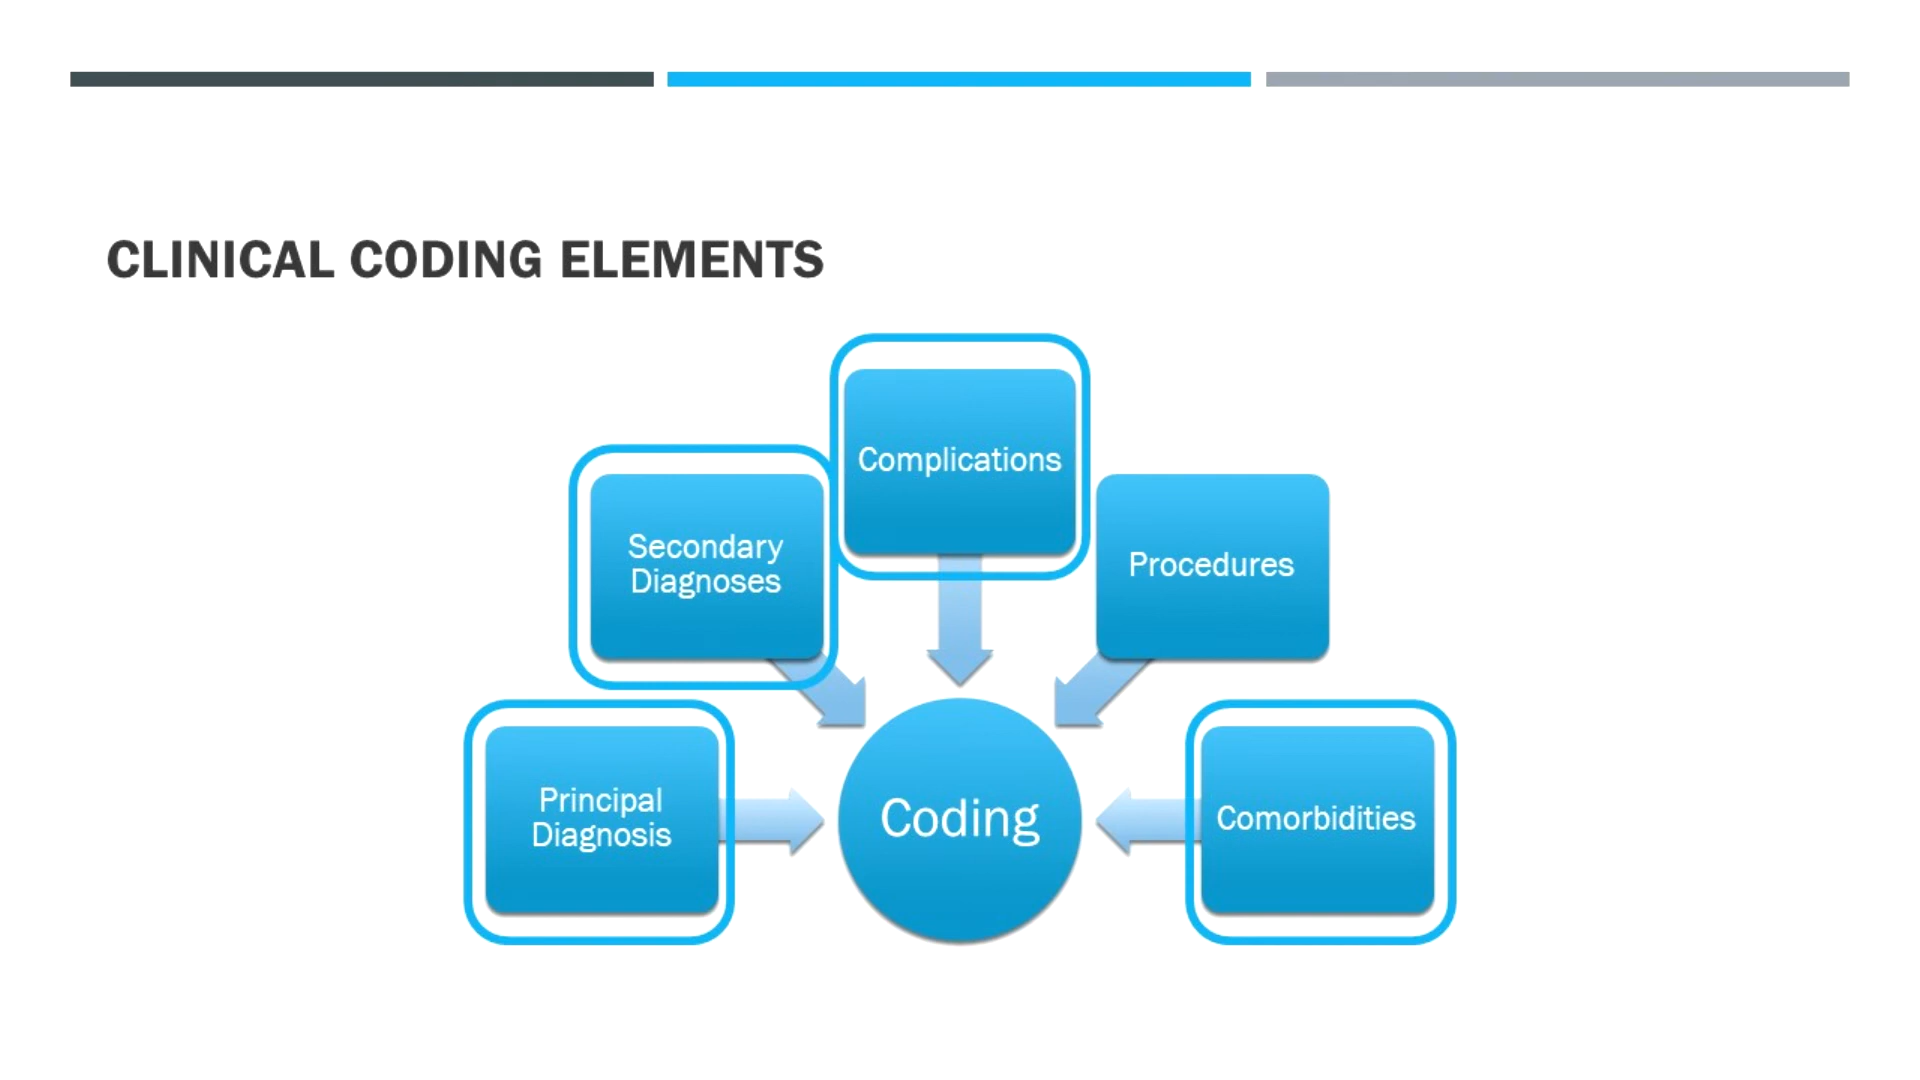 CLINICAL CODING ELEMENTS
Complications
Secondary
Diagnoses
Procedures
Principal
Diagnosis
Coding
Comorbidities